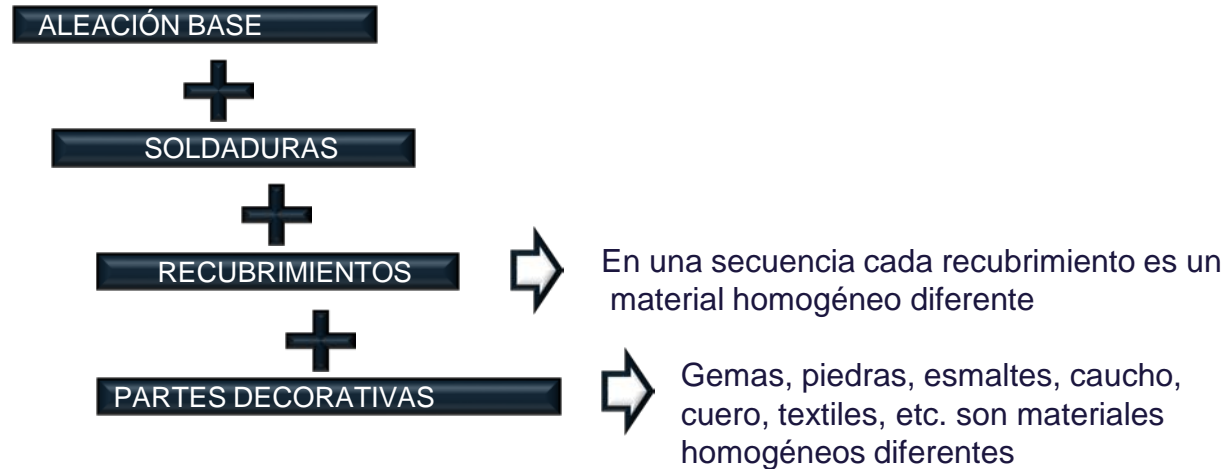 ALEACIÓN BASE
SOLDADURAS
RECUBRIMIENTOS
En una secuencia cada recubrimiento es un
material homogéneo diferente
PARTES DECORATIVAS
Gemas, piedras, esmaltes, caucho,
cuero, textiles, etc. son materiales
homogéneos diferentes